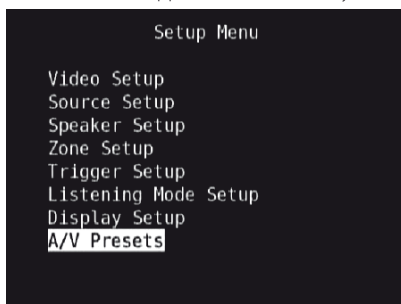 Setup Menu
Video Setup
Source Setup
Speaker Setup
Zone Setup
Trigger Setup
Listening Mode Setup
Display Setup
A/V Presets